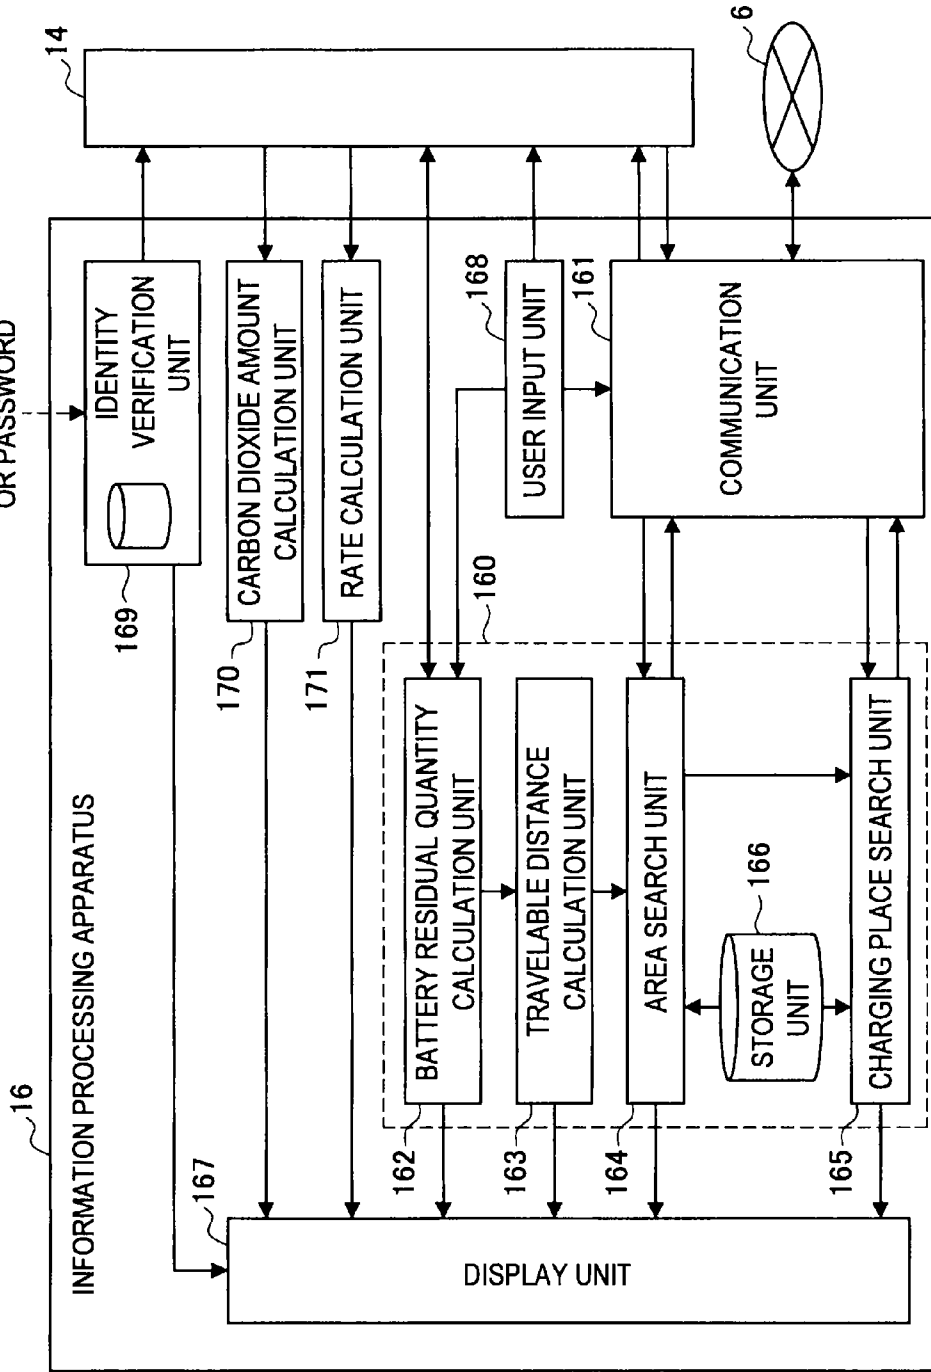 16
INFORMATION PROCESSING APPARATUS
OR PASSWORD
14
6
167
DISPLAY UNIT
169
IDENTITY
VERIFICATION
UNIT
170
CARBON DIOXIDE AMOUNT
CALCULATION UNIT
171
RATE CALCULATION UNIT
160
162
BATTERY RESIDUAL QUANTITY
CALCULATION UNIT
163
TRAVELABLE DISTANCE
CALCULATION UNIT
164
AREA SEARCH UNIT
166
STORAGE
UNIT
165
CHARGING PLACE SEARCH UNIT
168
USER INPUT UNIT
161
COMMUNICATION
UNIT